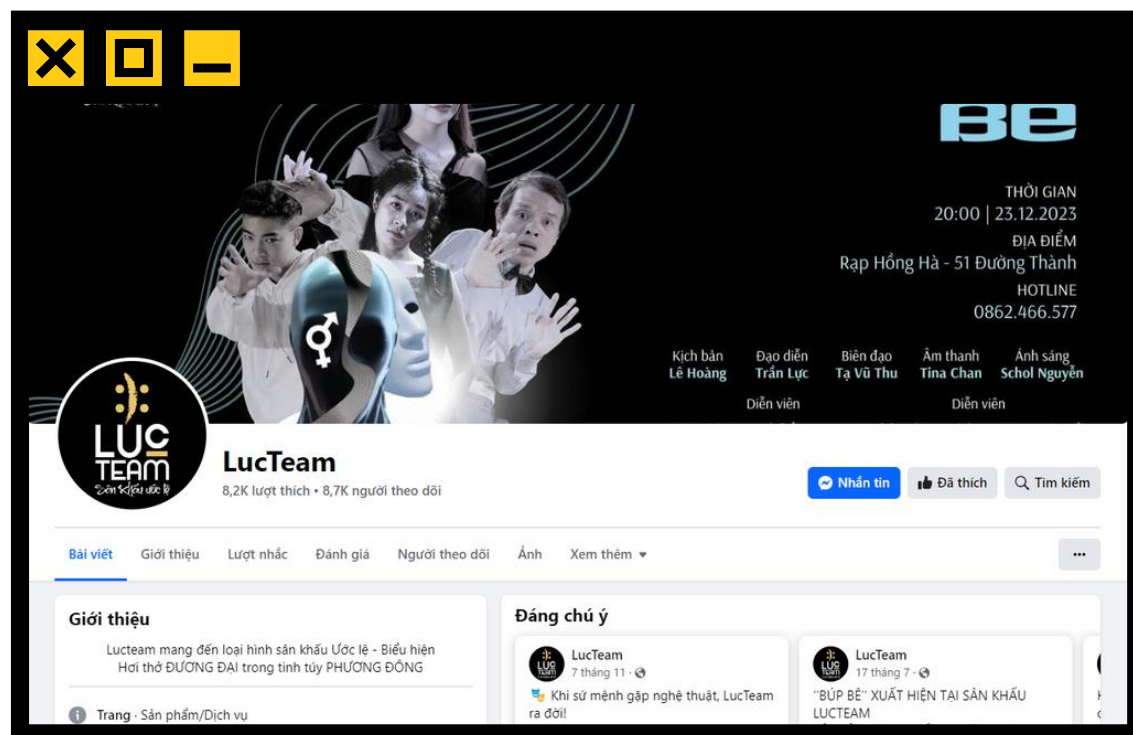 Be
THỜI GIAN
20:00 | 23.12.2023
ĐỊA ĐIỂM
Rạp Hồng Hà - 51 Đường Thành
HOTLINE
0862.466.577
Kịch bản Đạo diễn Biên đạo Âm thanh Ánh sáng
Lê Hoàng Trần Lực Tạ Vũ Thu Tina Chan Schol Nguyễn
Diễn viên Diễn viên
LỰC
TEAM
Sân khấu ước lệ
LucTeam
8,2K lượt thích • 8,7K người theo dõi
Nhắn tin Đã thích Tìm kiếm
Bài viết Giới thiệu Lượt nhắc Đánh giá Người theo dõi Ảnh Xem thêm
Giới thiệu
Lucteam mang đến loại hình sân khấu Ước lệ - Biểu hiện
Hơi thở ĐƯƠNG ĐẠI trong tinh túy PHƯƠNG ĐÔNG
Trang · Sản phẩm/Dịch vụ
Đáng chú ý
LucTeam
7 tháng 11 ·
🎭 Khi sứ mệnh gặp nghệ thuật, LucTeam
ra đời!
LucTeam
17 tháng 7 ·
“BÚP BÊ” XUẤT HIỆN TẠI SÂN KHẤU
LUCTEAM